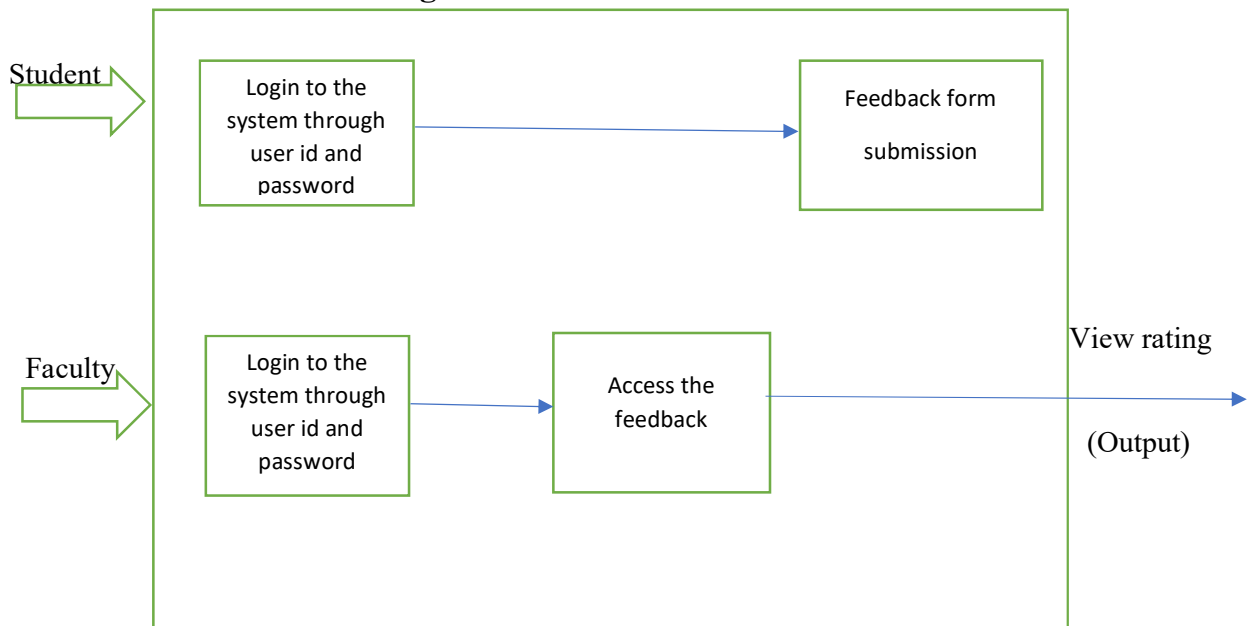 Student
Login to the
system through
user id and
password
Feedback form
submission
Faculty
Login to the
system through
user id and
password
Access the
feedback
View rating
(Output)